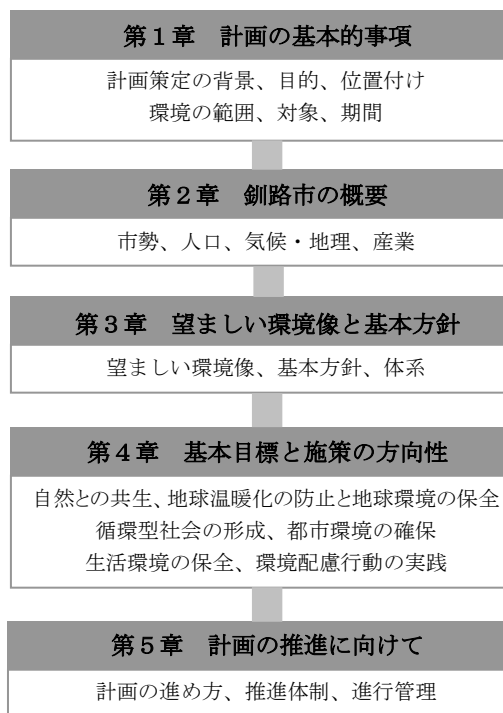 第１章　計画の基本的事項
計画策定の背景、目的、位置付け
環境の範囲、対象、期間
第２章　釧路市の概要
市勢、人口、気候・地理、産業
第３章　望ましい環境像と基本方針
望ましい環境像、基本方針、体系
第４章　基本目標と施策の方向性
自然との共生、地球温暖化の防止と地球環境の保全
循環型社会の形成、都市環境の確保
生活環境の保全、環境配慮行動の実践
第５章　計画の推進に向けて
計画の進め方、推進体制、進行管理